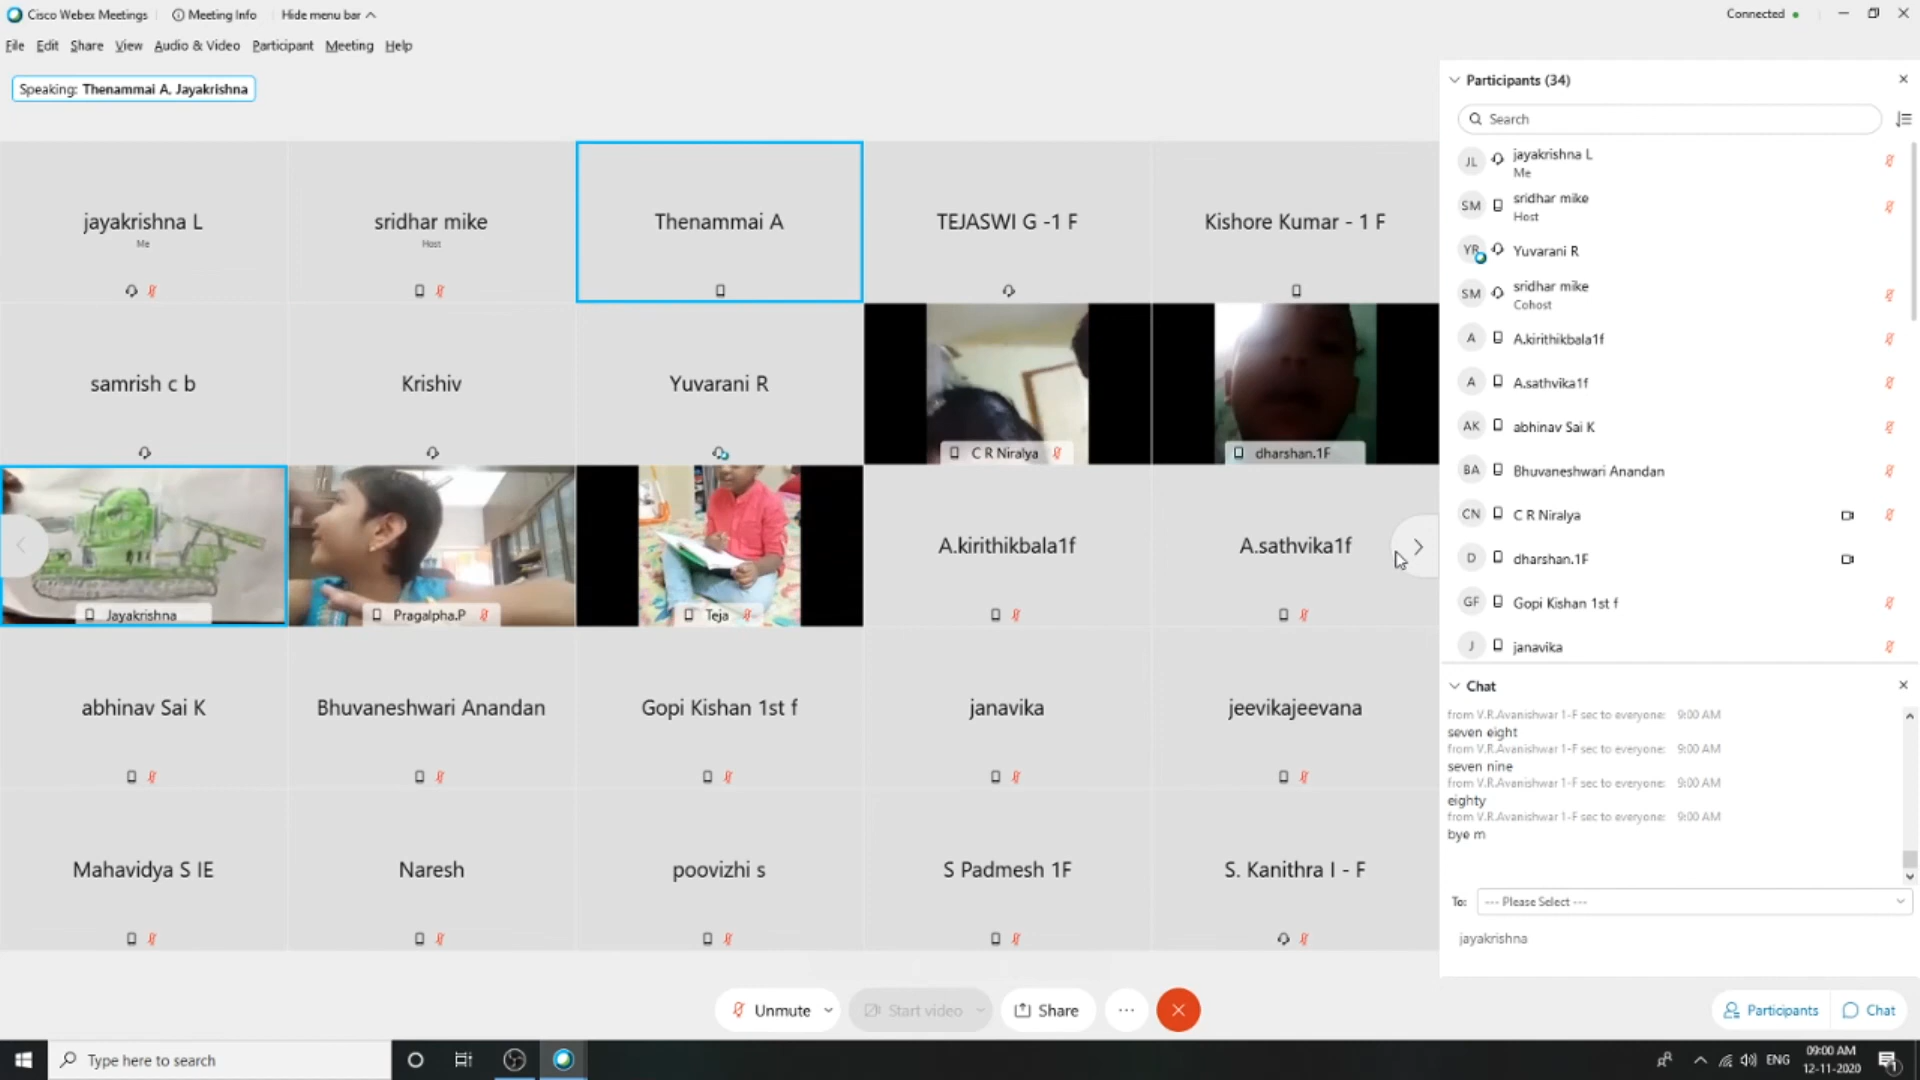 Cisco Webex Meetings
Meeting Info
Hide menu bar
Connected
File Edit Share View Audio & Video Participant Meeting Help
Speaking: Thenammai A, Jayakrishna
jayakrishna L
Me
sridhar mike
Host
Thenammai A
TEJASWI G -1 F
Kishore Kumar - 1 F
samrish c b
Krishiv
Yuvarani R
C R Niralya
dharshan.1F
Jayakrishna
Pragalpha.P
Teja
A.kirithikbala1f
A.sathvika1f
abhinav Sai K
Bhuvaneshwari Anandan
Gopi Kishan 1st f
janavika
jeevikajeevana
Mahavidya S IE
Naresh
poovizhi s
S Padmesh 1F
S. Kanithra I - F
Participants (34)
Search
JL jayakrishna L
Me
SM sridhar mike
Host
YR Yuvarani R
SM sridhar mike
Cohost
A A.kirithikbala1f
A A.sathvika1f
AK abhinav Sai K
BA Bhuvaneshwari Anandan
CN C R Niralya
D dharshan.1F
GF Gopi Kishan 1st f
J janavika
Chat
from V.R.Avanishwar 1-F sec to everyone: 9:00 AM
seven eight
from V.R.Avanishwar 1-F sec to everyone: 9:00 AM
seven nine
from V.R.Avanishwar 1-F sec to everyone: 9:00 AM
eighty
from V.R.Avanishwar 1-F sec to everyone: 9:00 AM
bye m
To: --- Please Select ---
jayakrishna
Unmute
Start video
Share
Participants
Chat
Type here to search
ENG
09:00 AM
12-11-2020
1